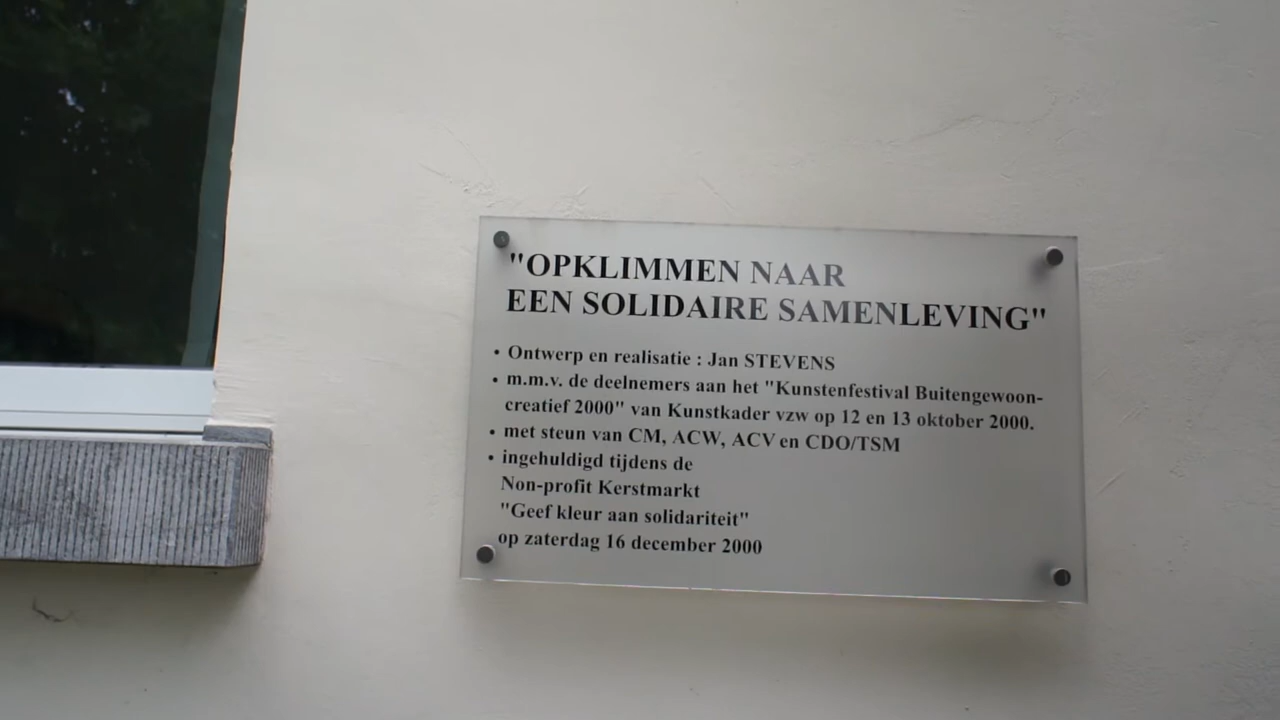 "OPKLIMMEN NAAR
EEN SOLIDAIRE SAMENLEVING"
• Ontwerp en realisatie : Jan STEVENS
• m.m.v. de deelnemers aan het "Kunstenfestival Buitengewoon-
creatief 2000" van Kunstkader vzw op 12 en 13 oktober 2000.
• met steun van CM, ACW, ACV en CDO/TSM
• ingehuldigd tijdens de
Non-profit Kerstmarkt
"Geef kleur aan solidariteit"
op zaterdag 16 december 2000